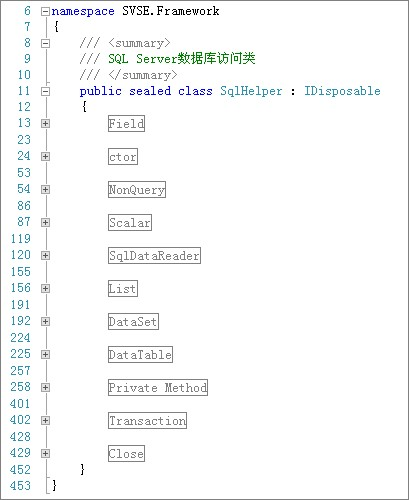 6 namespace SVSE.Framework
7 {
8 /// <summary>
9 /// SQL Server数据库访问类
10 /// </summary>
11 public sealed class SqlHelper : IDisposable
12 {
13 Field
23
24 ctor
53
54 NonQuery
86
87 Scalar
119
120 SqlDataReader
155
156 List
191
192 DataSet
224
225 DataTable
257
258 Private Method
401
402 Transaction
428
429 Close
452 }
453 }